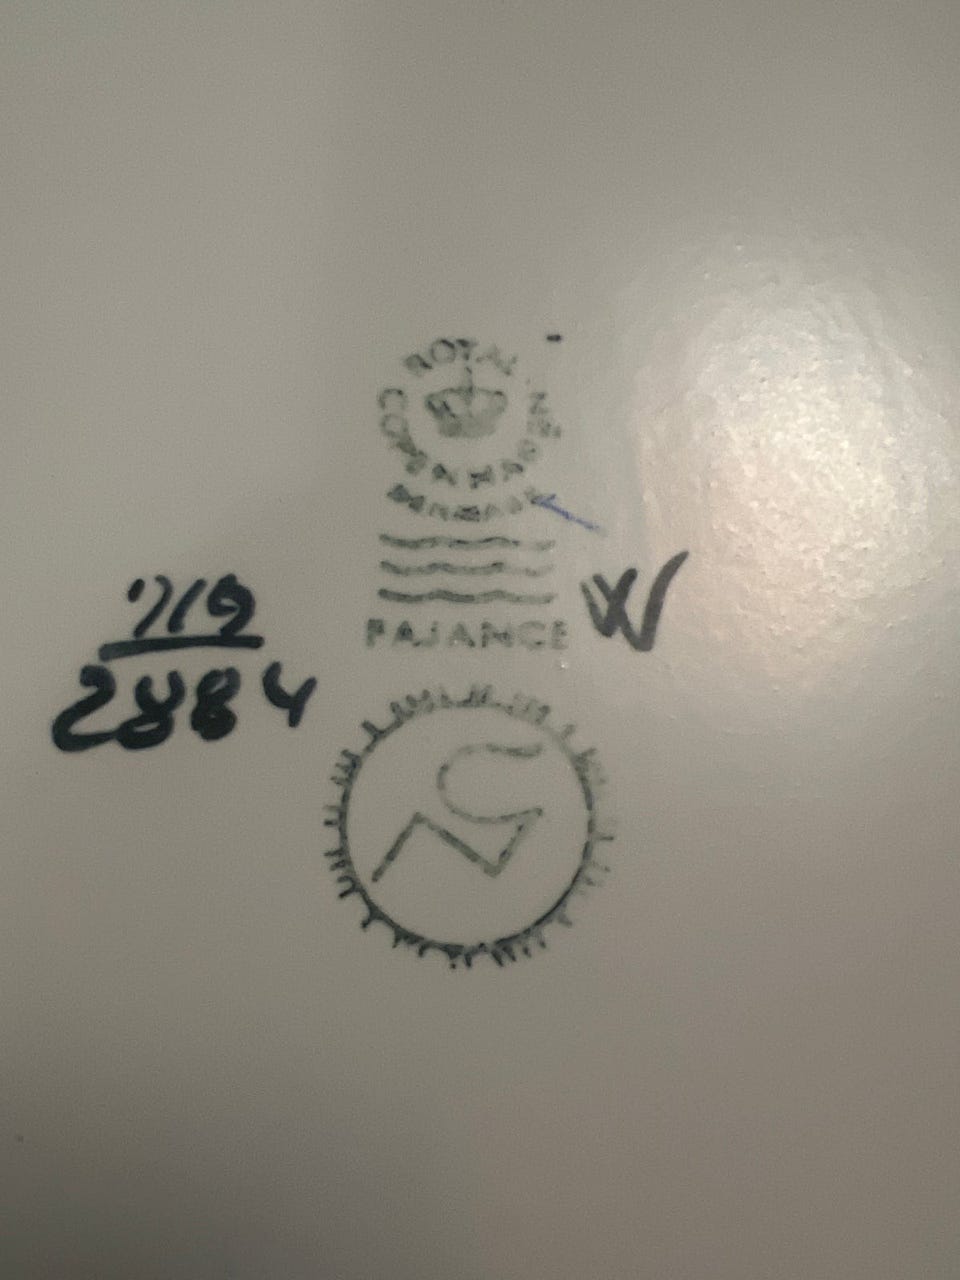 ROYAL
COPENHAGEN
DENMARK
FAJANCE
W
719
2884